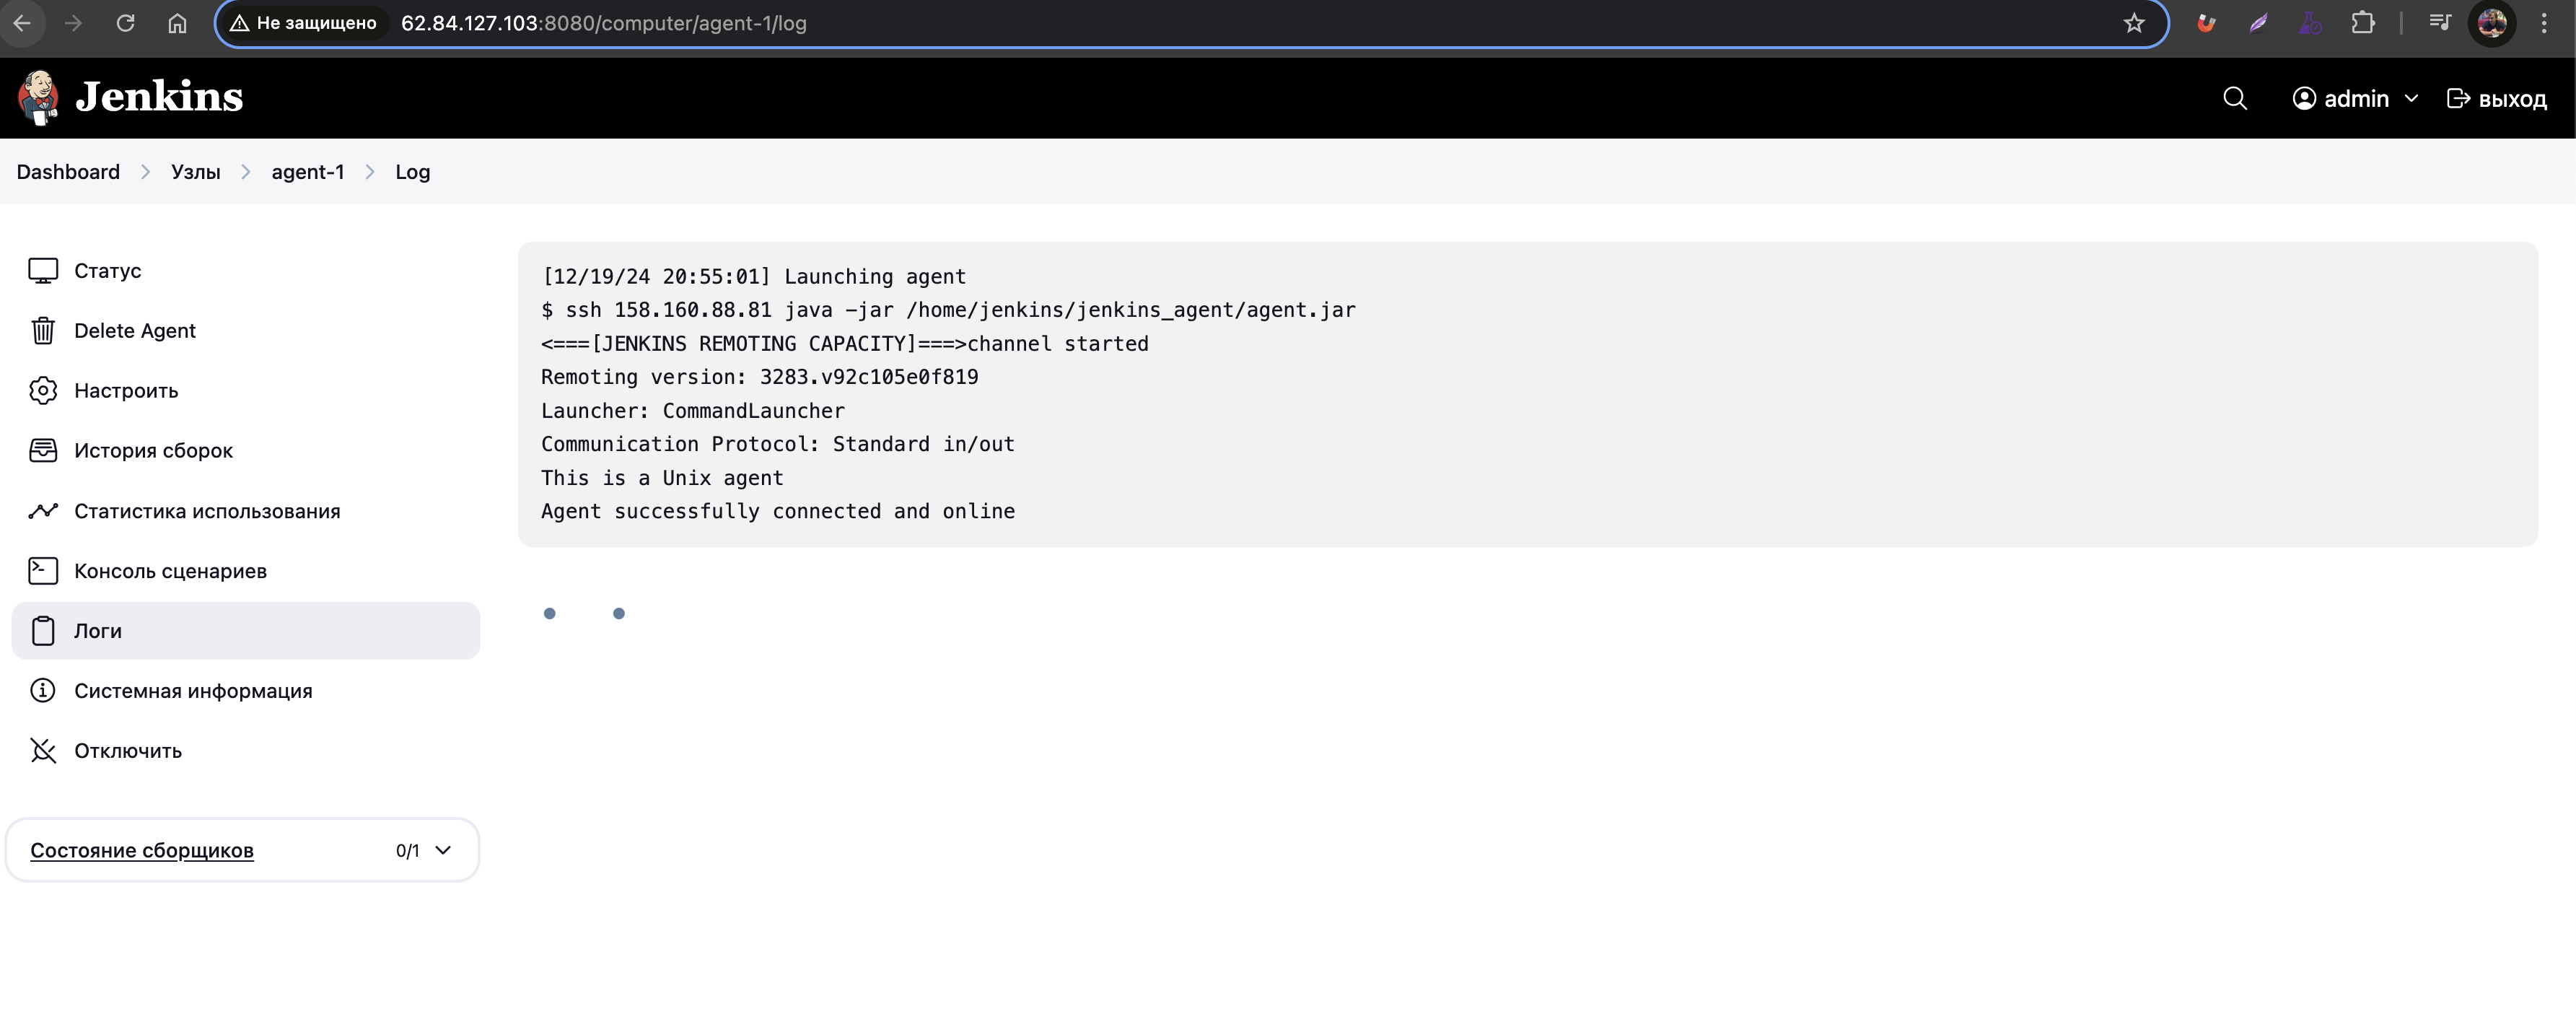 Не защищено
62.84.127.103:8080/computer/agent-1/log
Jenkins
admin
выход
Dashboard
Узлы
agent-1
Log
Статус
Delete Agent
Настроить
История сборок
Статистика использования
Консоль сценариев
Логи
Системная информация
Отключить
Состояние сборщиков 0/1
[12/19/24 20:55:01] Launching agent
$ ssh 158.160.88.81 java -jar /home/jenkins/jenkins_agent/agent.jar
<===[JENKINS REMOTING CAPACITY]===>channel started
Remoting version: 3283.v92c105e0f819
Launcher: CommandLauncher
Communication Protocol: Standard in/out
This is a Unix agent
Agent successfully connected and online